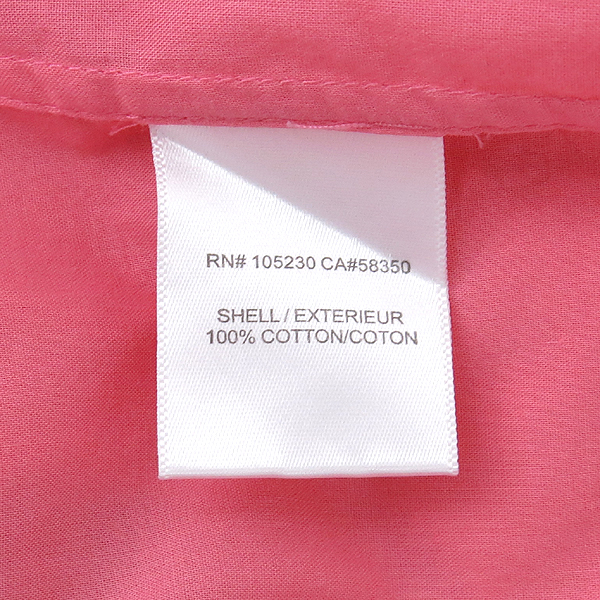 RN# 105230 CA#58350
SHELL/EXTERIEUR
100% COTTON/COTON